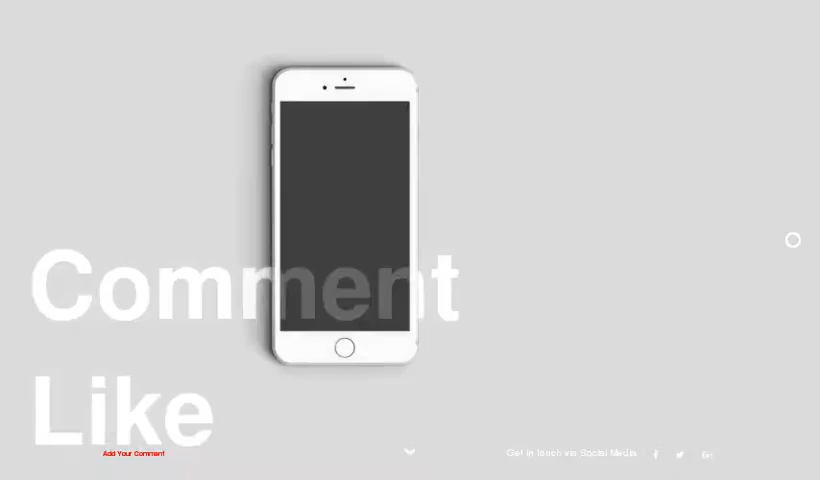 Comment
Like
Add Your Comment
Get in touch via Social Media
G+